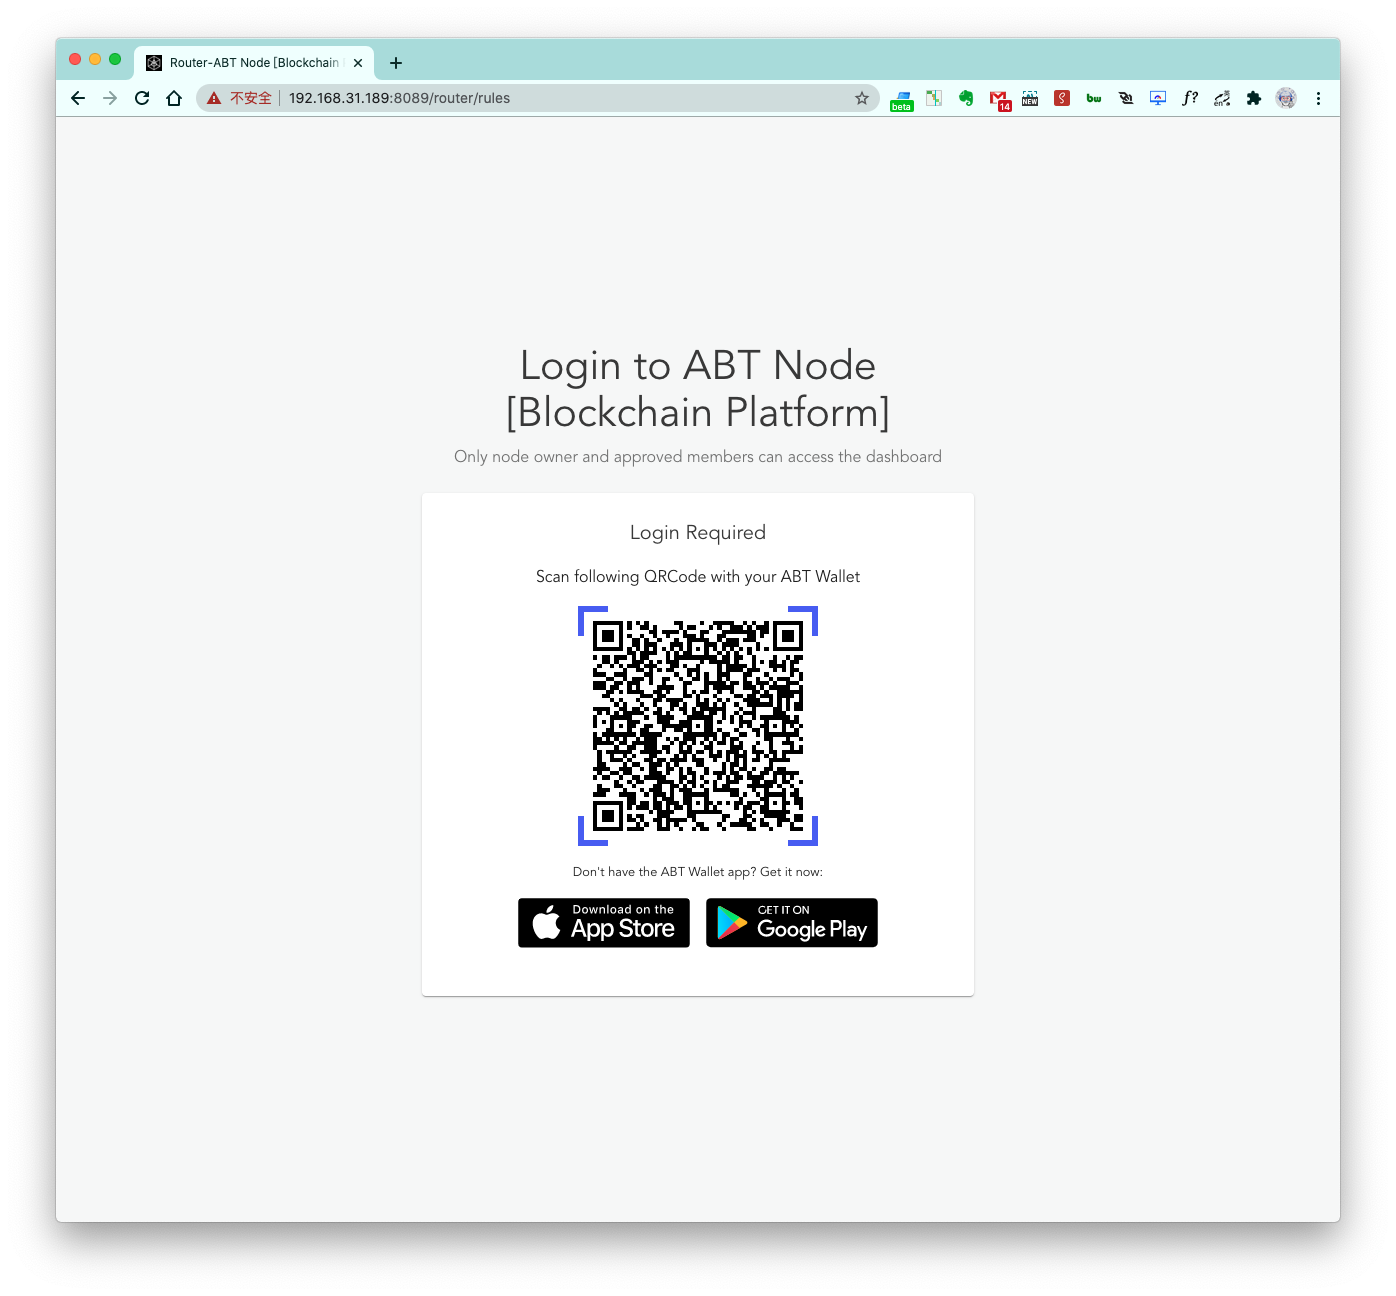 Router-ABT Node [Blockchain
不安全
192.168.31.189:8089/router/rules
beta
14
NEW
bw
f?
en
Login to ABT Node
[Blockchain Platform]
Only node owner and approved members can access the dashboard
Login Required
Scan following QRCode with your ABT Wallet
Don't have the ABT Wallet app? Get it now:
Download on the
App Store
GET IT ON
Google Play